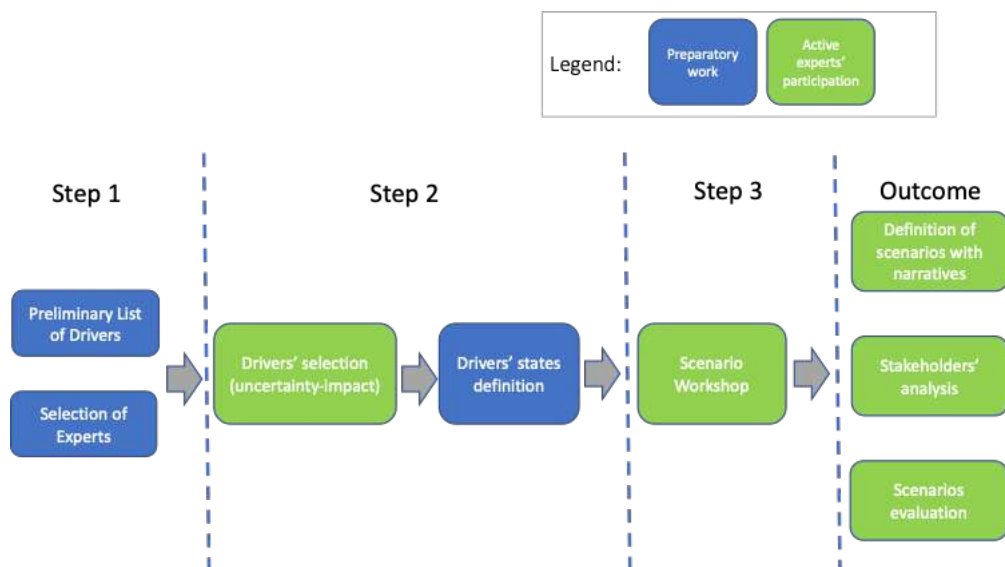 Legend:
Preparatory
work
Active
experts'
participation
Step 1
Step 2
Step 3
Outcome
Preliminary List
of Drivers
Selection of
Experts
Drivers' selection
(uncertainty-impact)
Drivers' states
definition
Scenario
Workshop
Definition of
scenarios with
narratives
Stakeholders'
analysis
Scenarios
evaluation